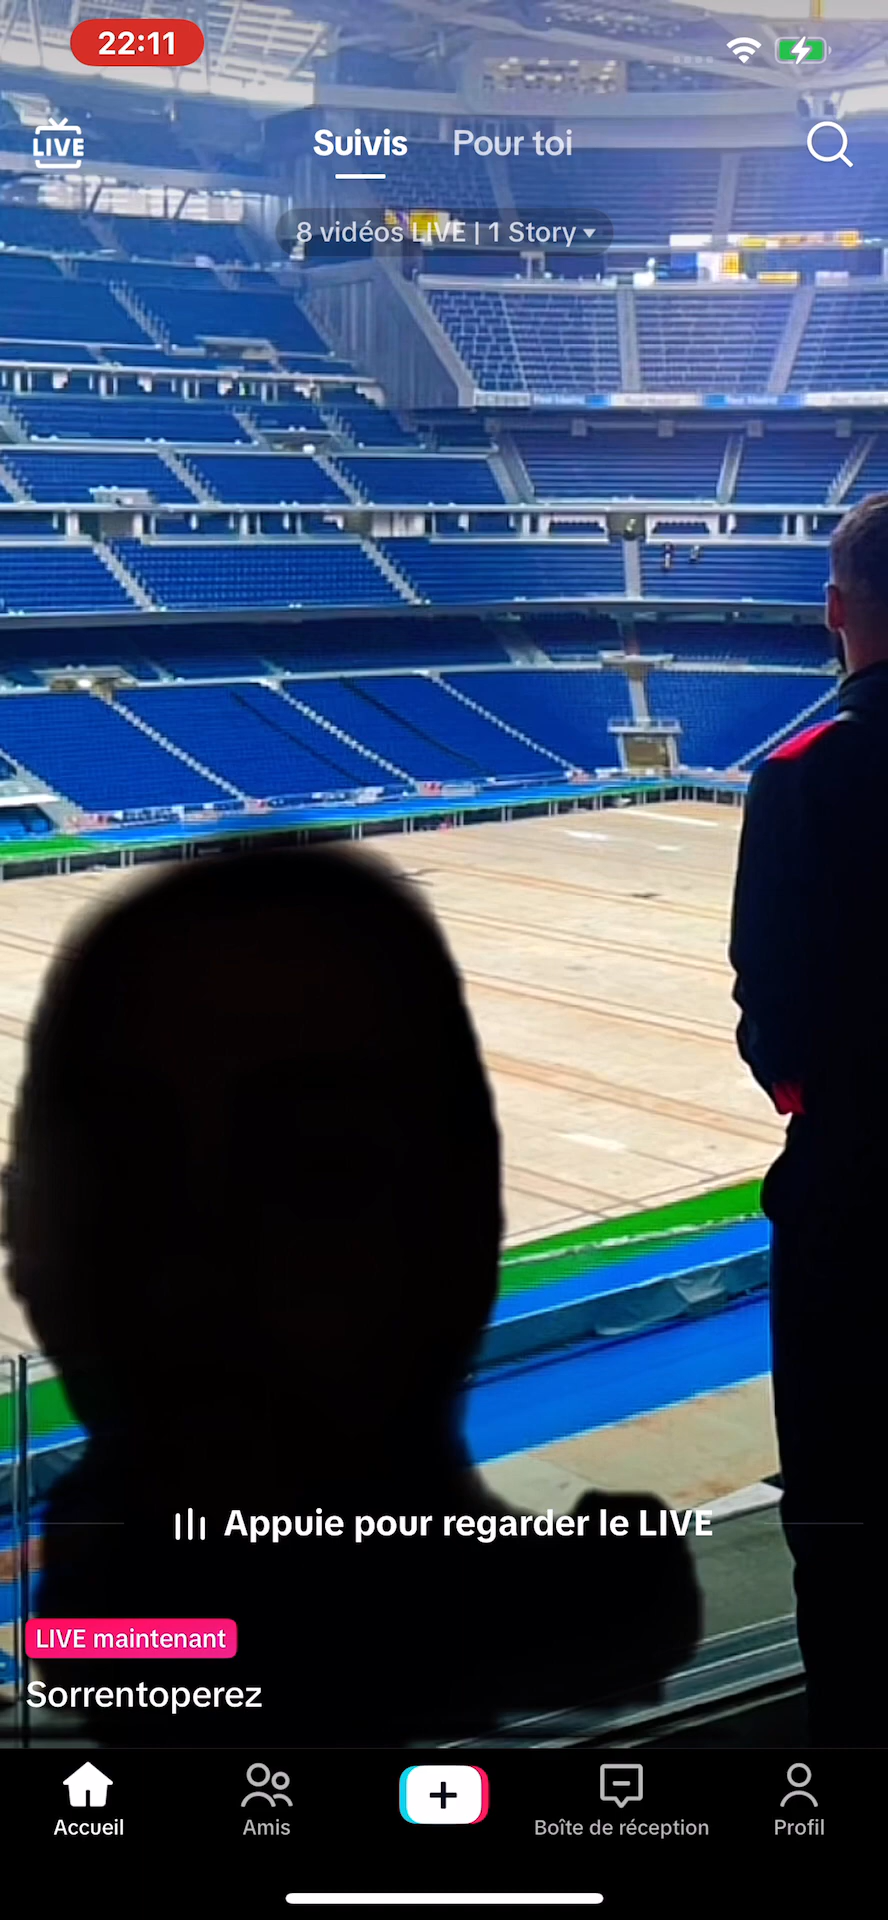 22:11
LIVE
Suivis
Pour toi
8 vidéos LIVE | 1 Story
Appuie pour regarder le LIVE
LIVE maintenant
Sorrentoperez
Accueil
Amis
Boîte de réception
Profil